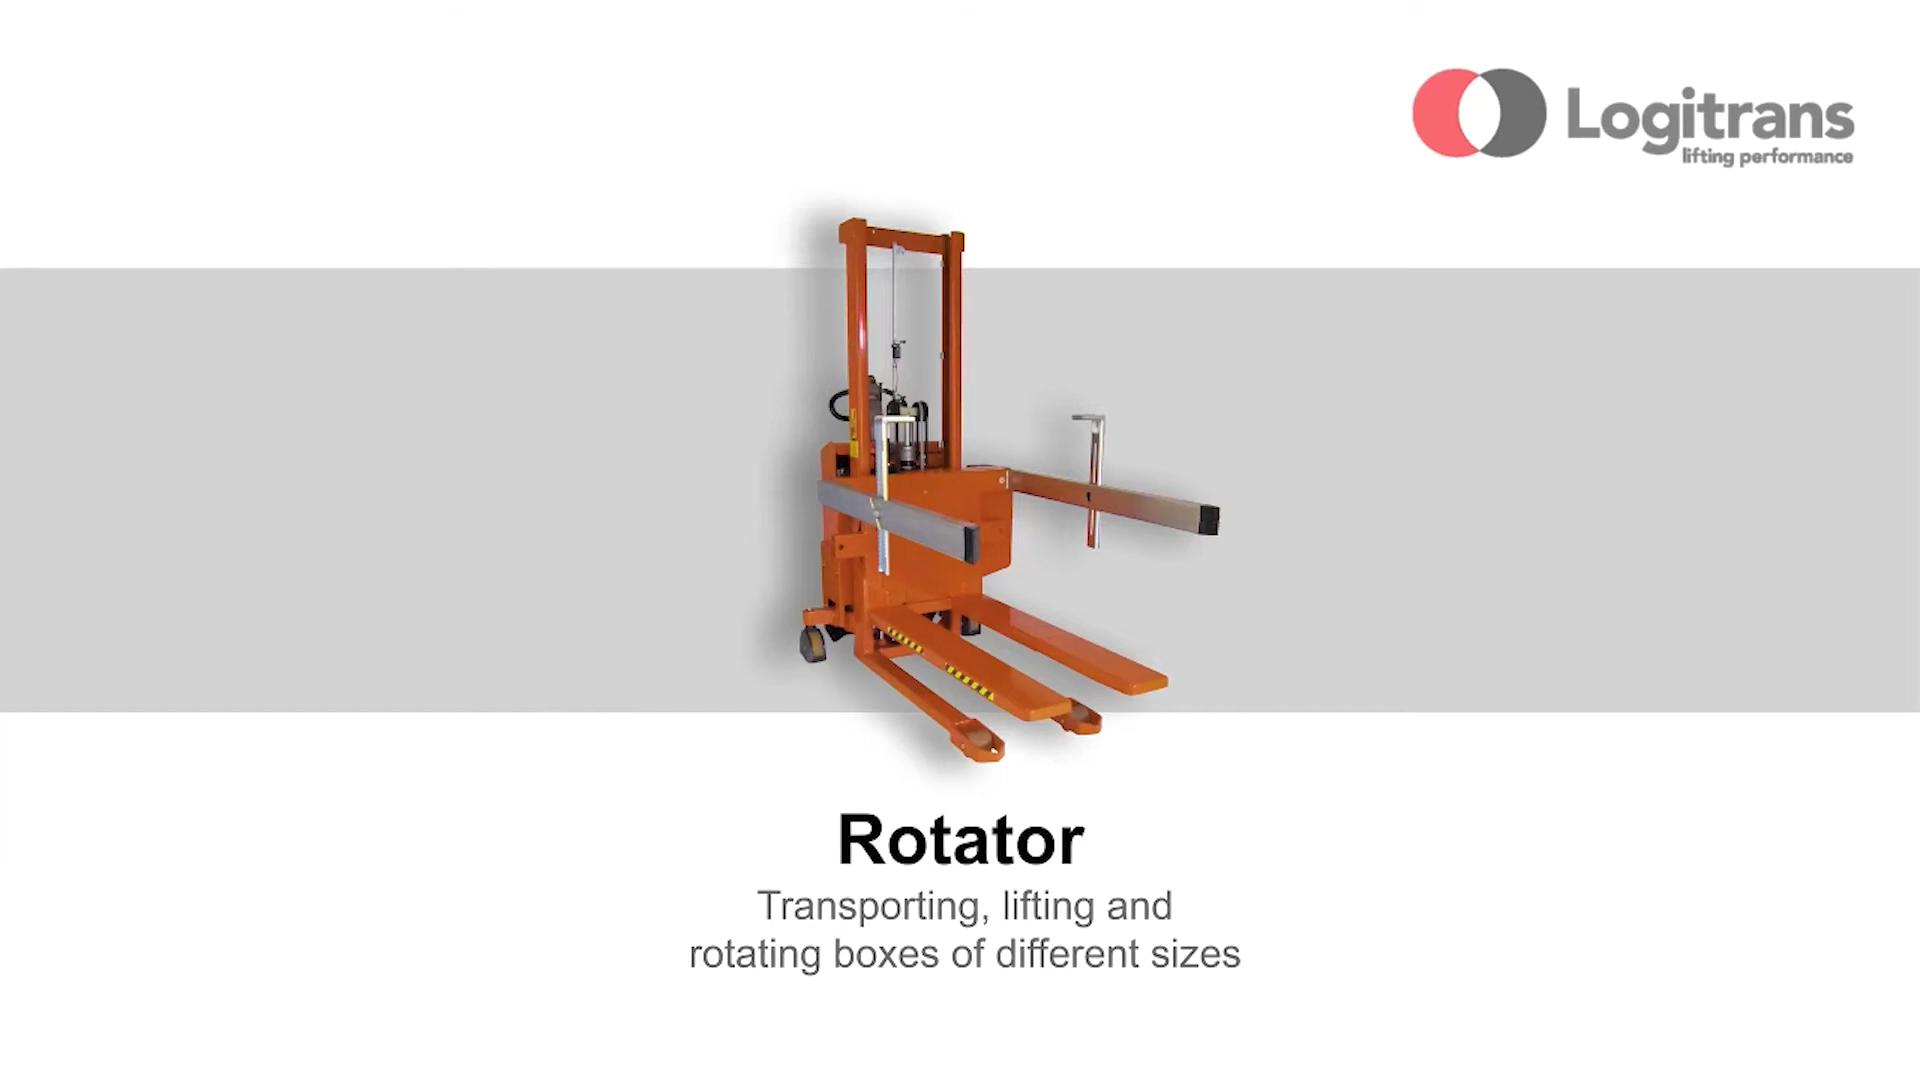 Logitrans
lifting performance
Rotator
Transporting, lifting and
rotating boxes of different sizes